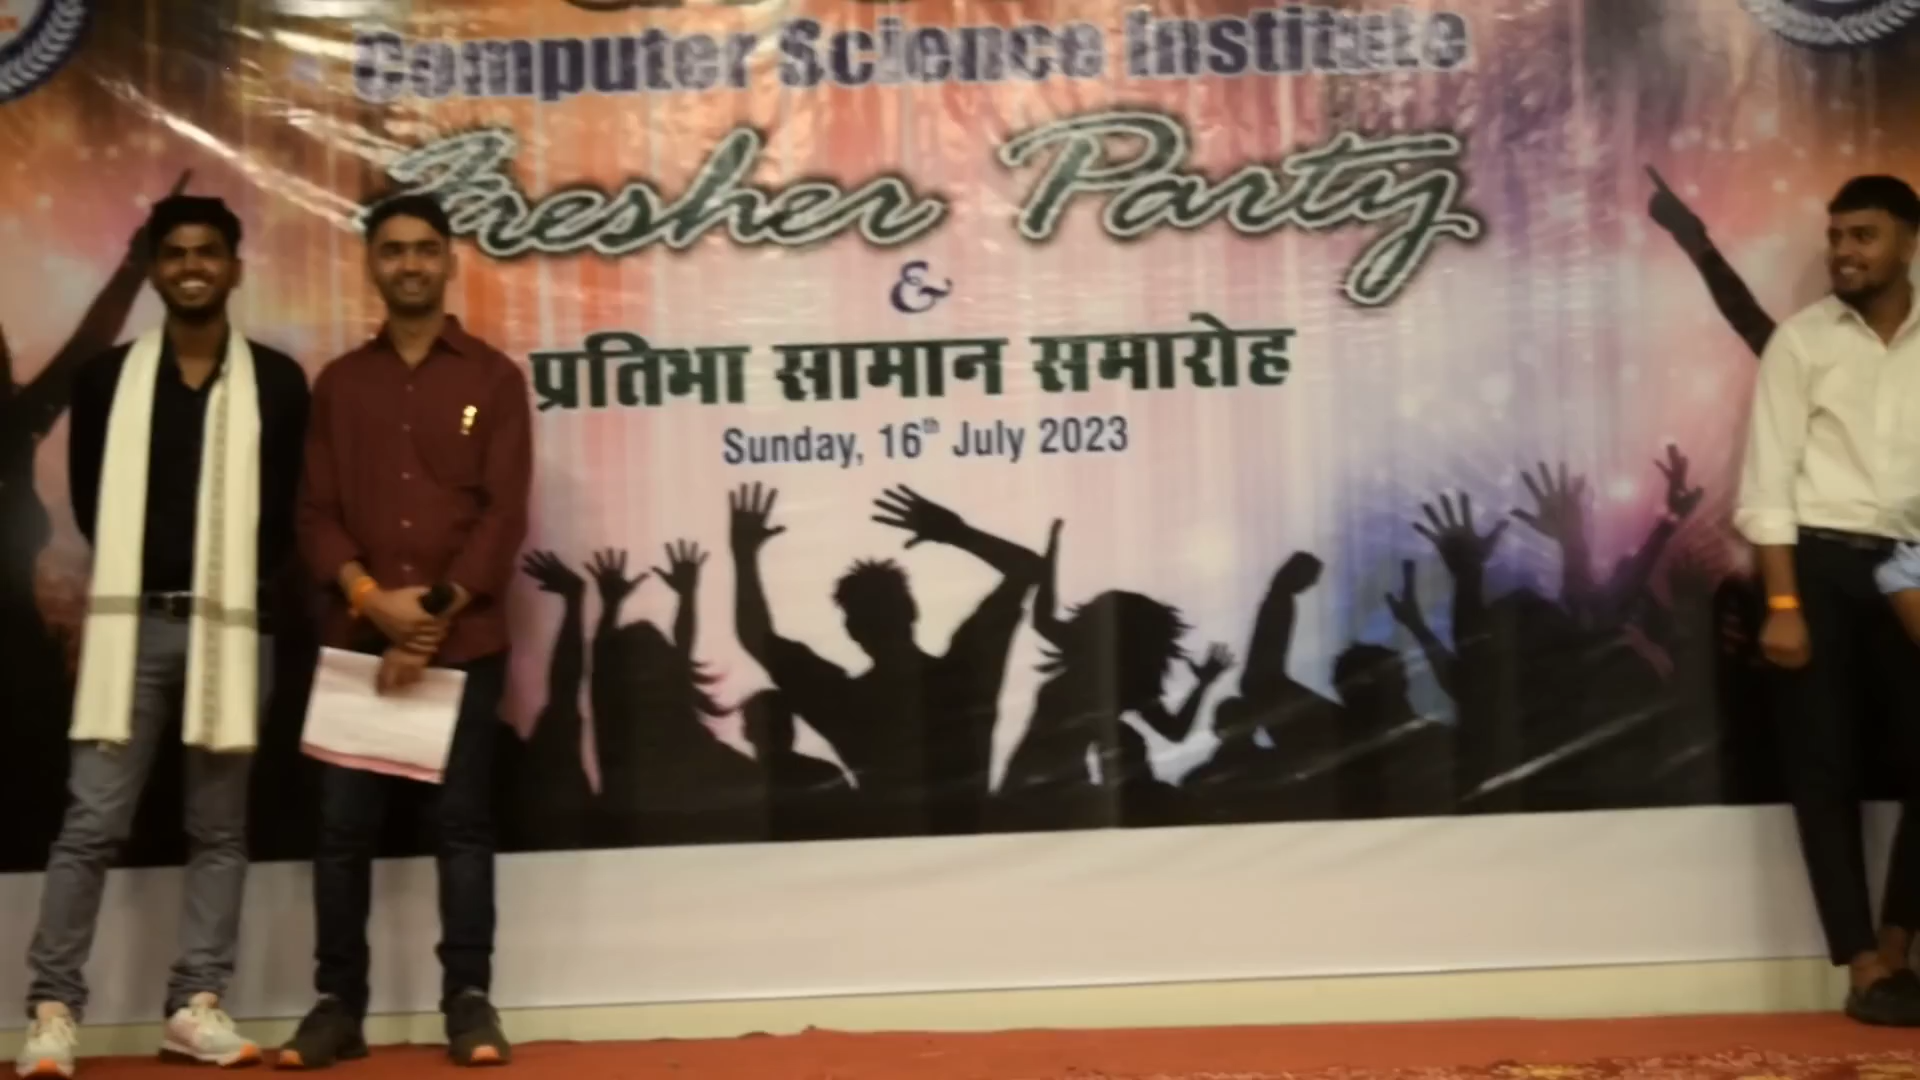 Computer Science Institute
Fresher Party
&
प्रतिभा सामान समारोह
Sunday, 16th July 2023